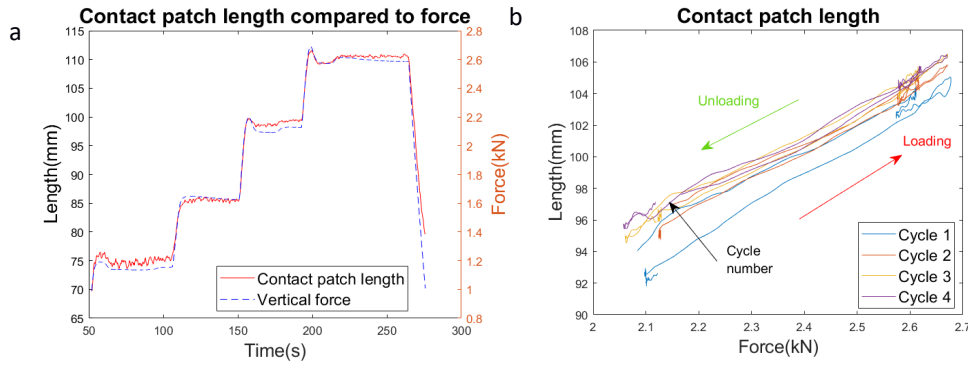 a
Contact patch length compared to force
115
110
105
100
95
90
85
80
75
70
65
Length(mm)
2.8
2.6
2.4
2.2
2
1.8
1.6
1.4
1.2
1
0.8
Force(kN)
Contact patch length
Vertical force
50 100 150 200 250 300
Time(s)
b
Contact patch length
108
106
104
102
100
98
96
94
92
90
Length(mm)
Unloading
Loading
Cycle
number
Cycle 1
Cycle 2
Cycle 3
Cycle 4
2 2.1 2.2 2.3 2.4 2.5 2.6 2.7
Force(kN)